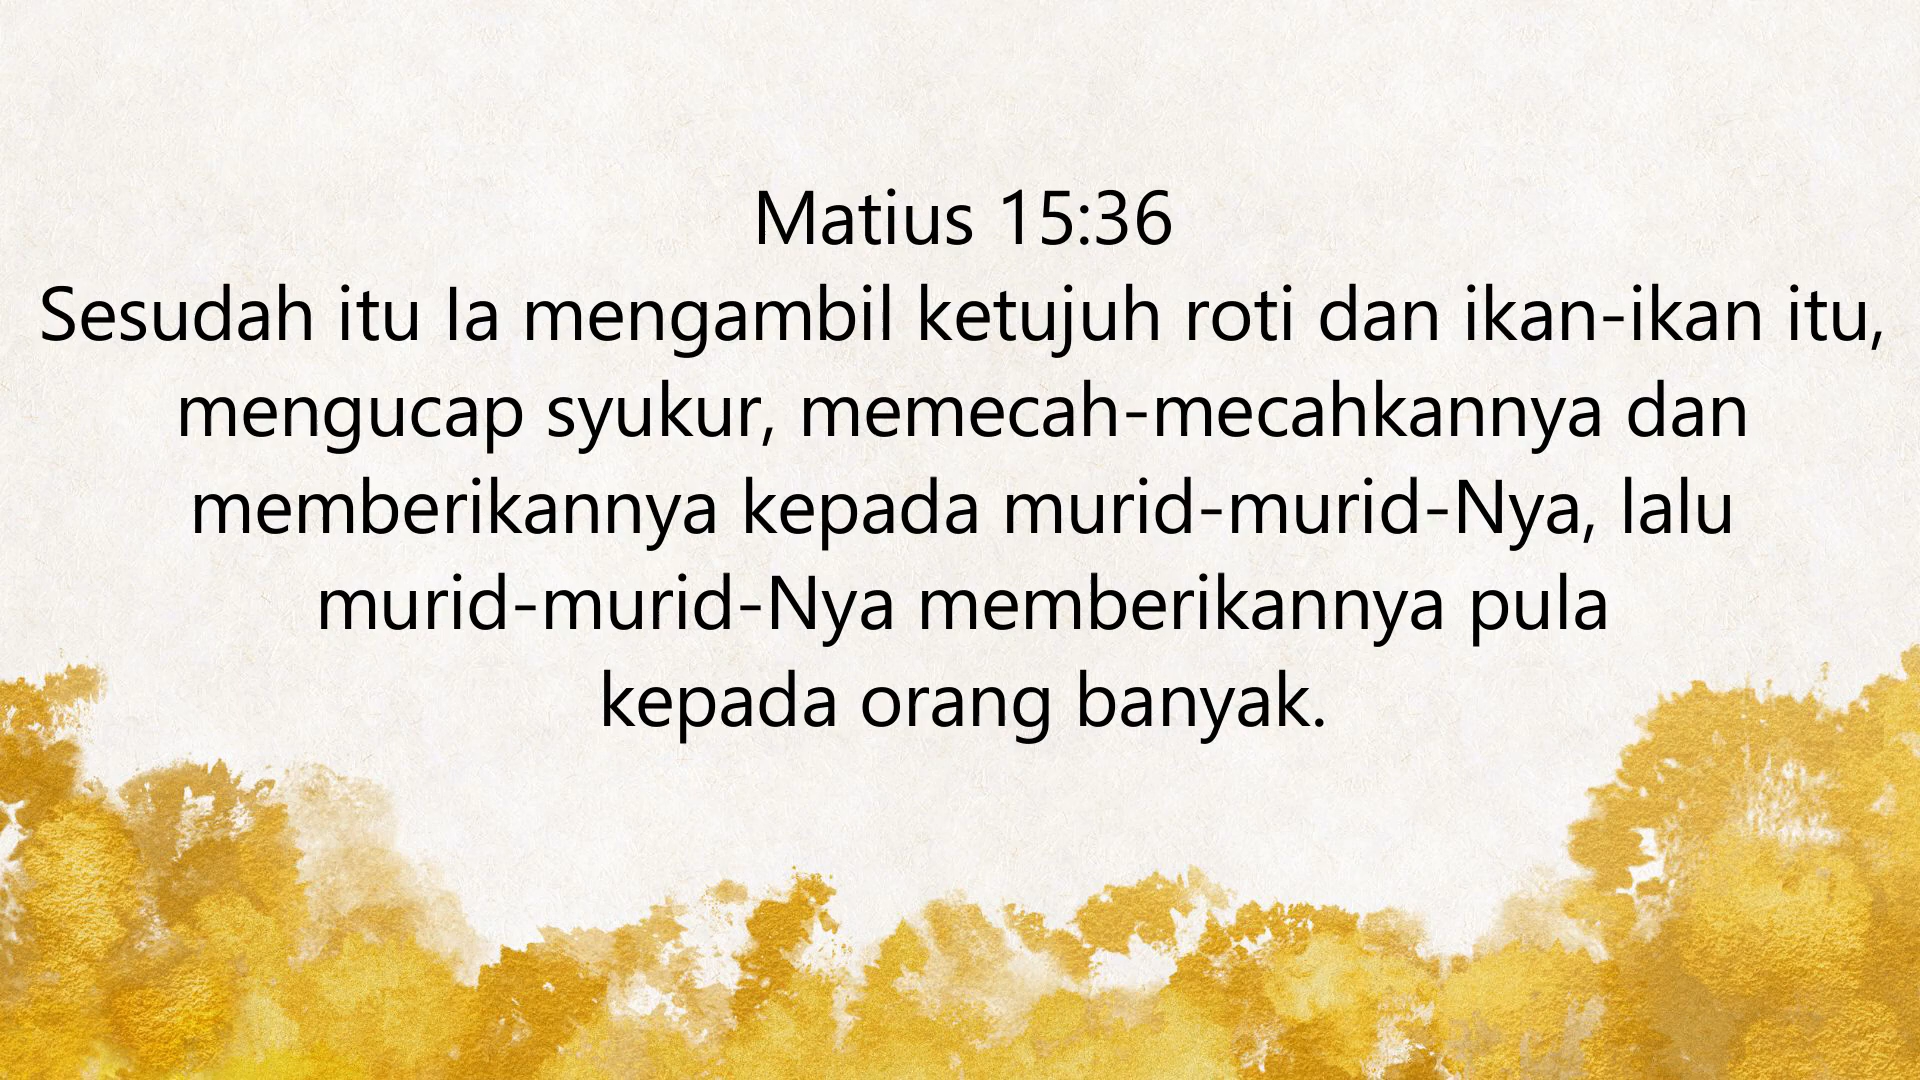 Matius 15:36
Sesudah itu Ia mengambil ketujuh roti dan ikan-ikan itu,
mengucap syukur, memecah-mecahkannya dan
memberikannya kepada murid-murid-Nya, lalu
murid-murid-Nya memberikannya pula
kepada orang banyak.